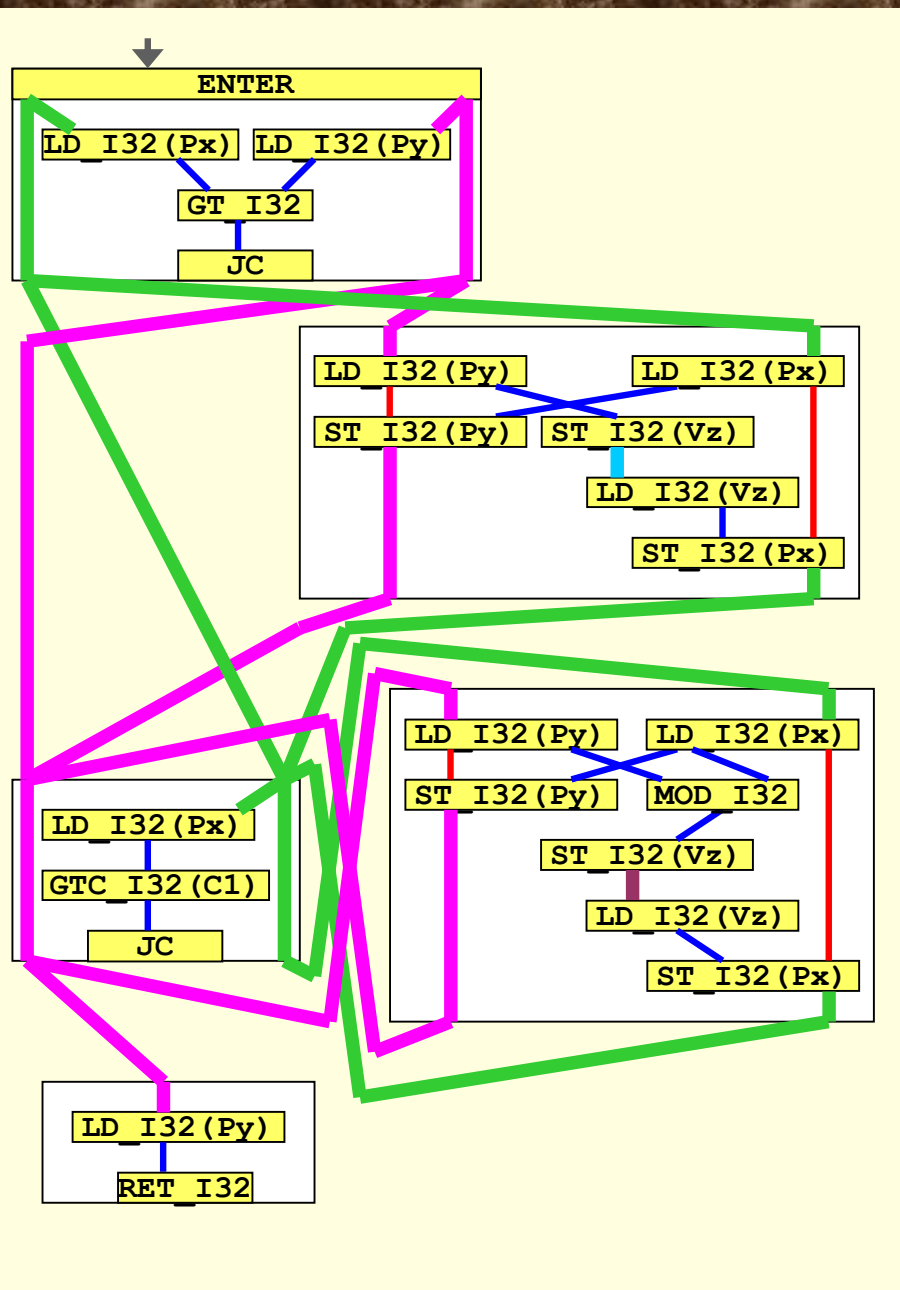 ENTER
LD_I32(Px) LD_I32(Py)
GT_I32
JC
LD_I32(Py) LD_I32(Px)
ST_I32(Py) ST_I32(Vz)
LD_I32(Vz)
ST_I32(Px)
LD_I32(Py) LD_I32(Px)
ST_I32(Py) MOD_I32
ST_I32(Vz)
LD_I32(Vz)
ST_I32(Px)
LD_I32(Px)
GTC_I32(C1)
JC
LD_I32(Py)
RET_I32